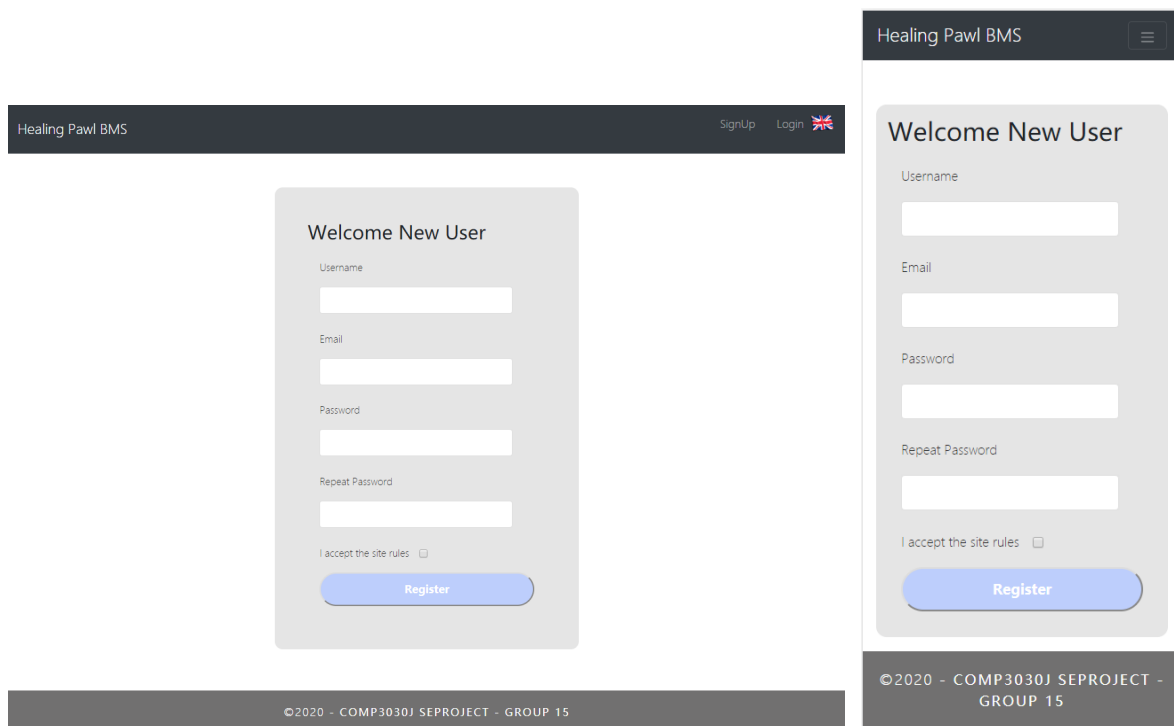 Healing Pawl BMS
SignUp Login
Welcome New User
Username
Email
Password
Repeat Password
I accept the site rules
Register
©2020 - COMP3030J SEPROJECT - GROUP 15
Healing Pawl BMS
Welcome New User
Username
Email
Password
Repeat Password
I accept the site rules
Register
©2020 - COMP3030J SEPROJECT -
GROUP 15